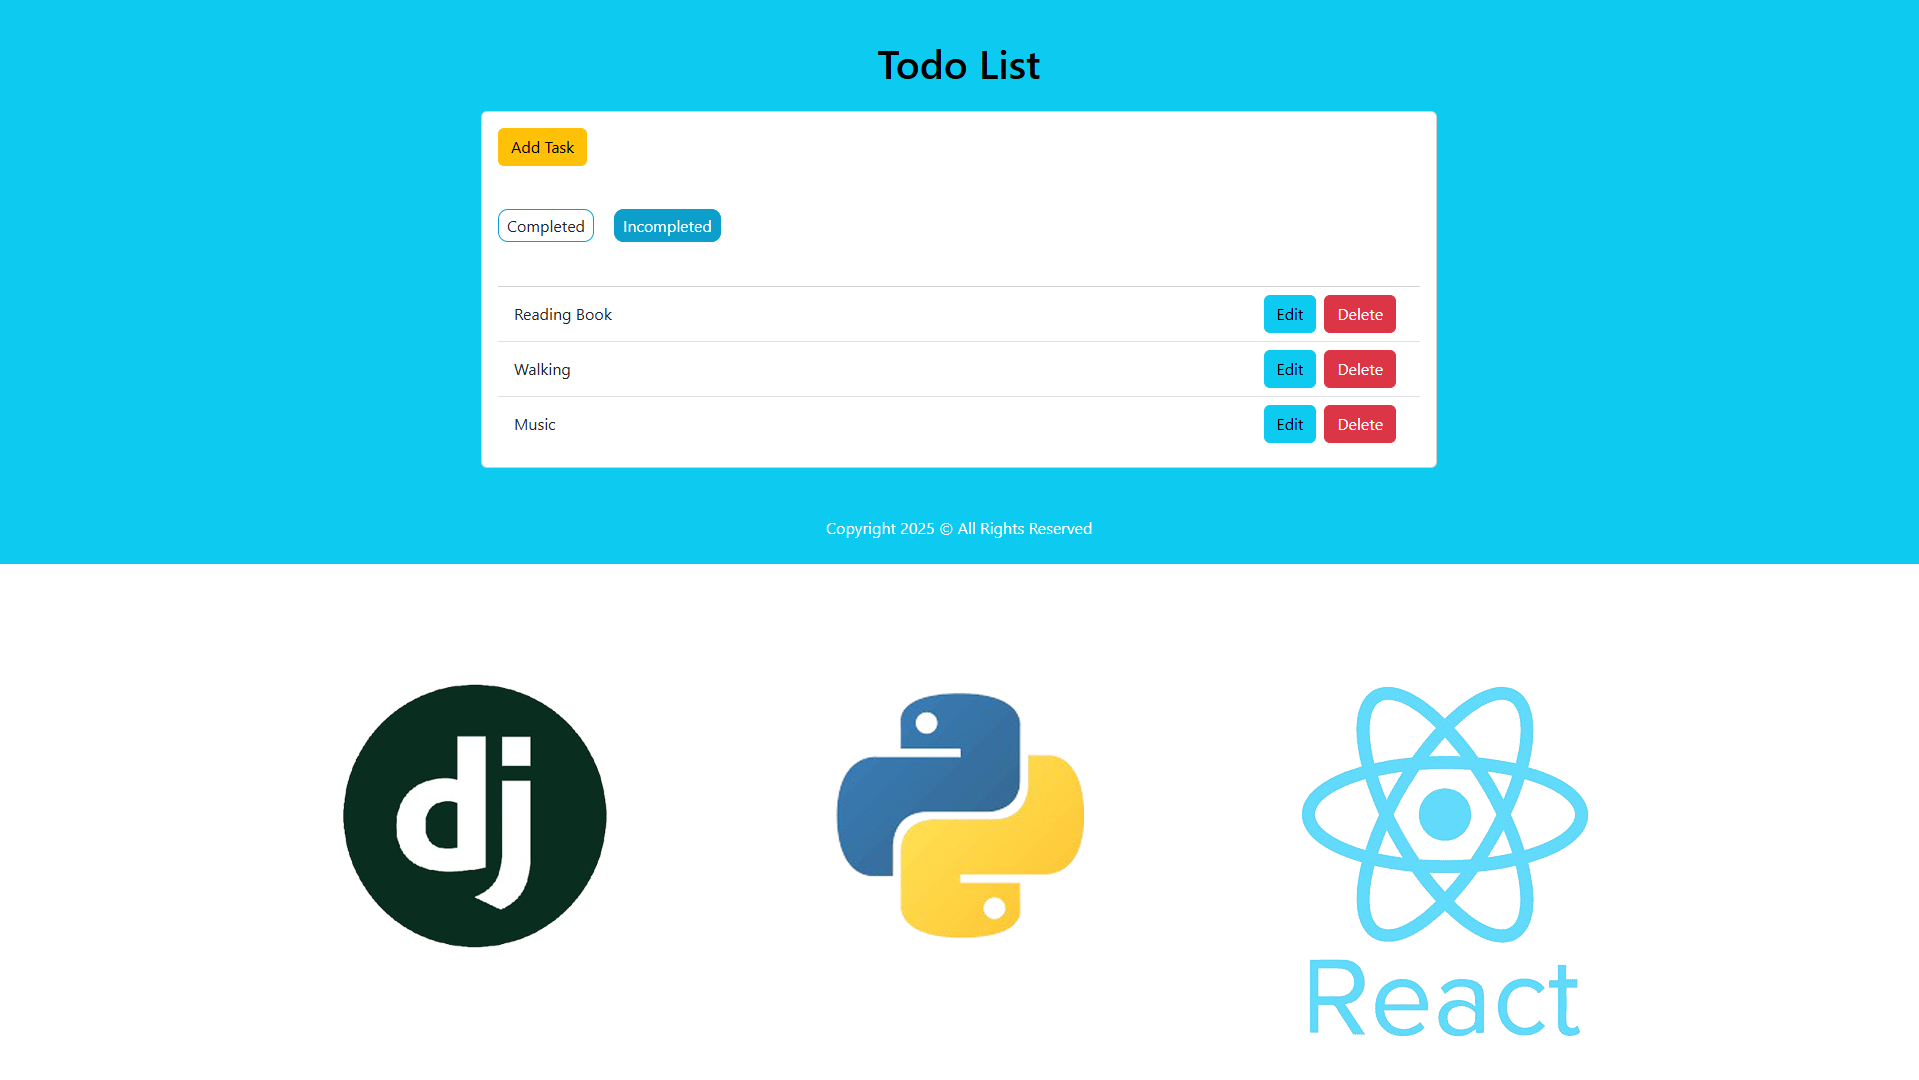 Todo List
Add Task
Completed Incompleted
Reading Book Edit Delete
Walking Edit Delete
Music Edit Delete
Copyright 2025 © All Rights Reserved
dj
React